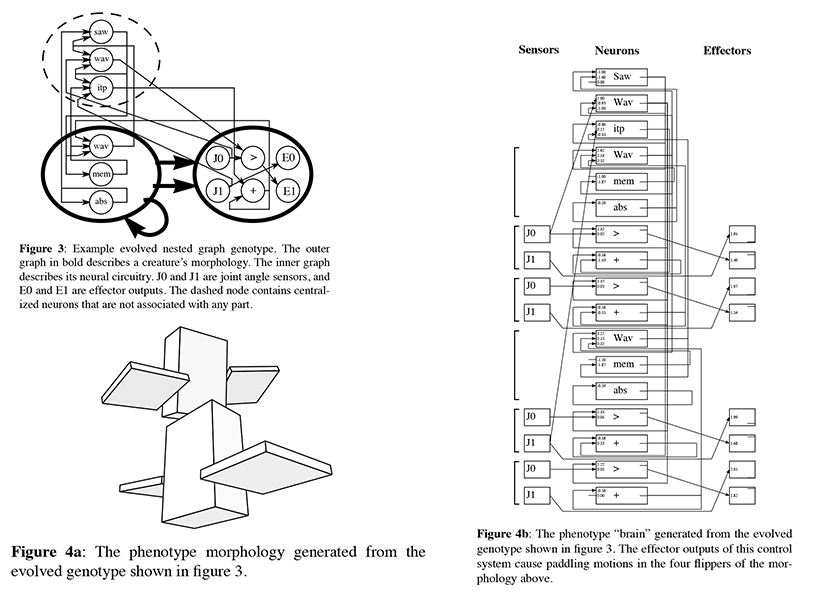 saw
wav
itp
wav
mem
abs
J0
>
E0
J1
+
E1
Figure 3: Example evolved nested graph genotype. The outer
graph in bold describes a creature's morphology. The inner graph
describes its neural circuitry. J0 and J1 are joint angle sensors, and
E0 and E1 are effector outputs. The dashed node contains central-
ized neurons that are not associated with any part.
Figure 4a: The phenotype morphology generated from the
evolved genotype shown in figure 3.
Sensors Neurons Effectors
Saw
Wav
itp
Wav
mem
abs
J0 >
J1 +
J0 >
J1 +
Wav
mem
abs
J0 >
J1 +
J0 >
J1 +
Figure 4b: The phenotype “brain” generated from the evolved
genotype shown in figure 3. The effector outputs of this control
system cause paddling motions in the four flippers of the mor-
phology above.